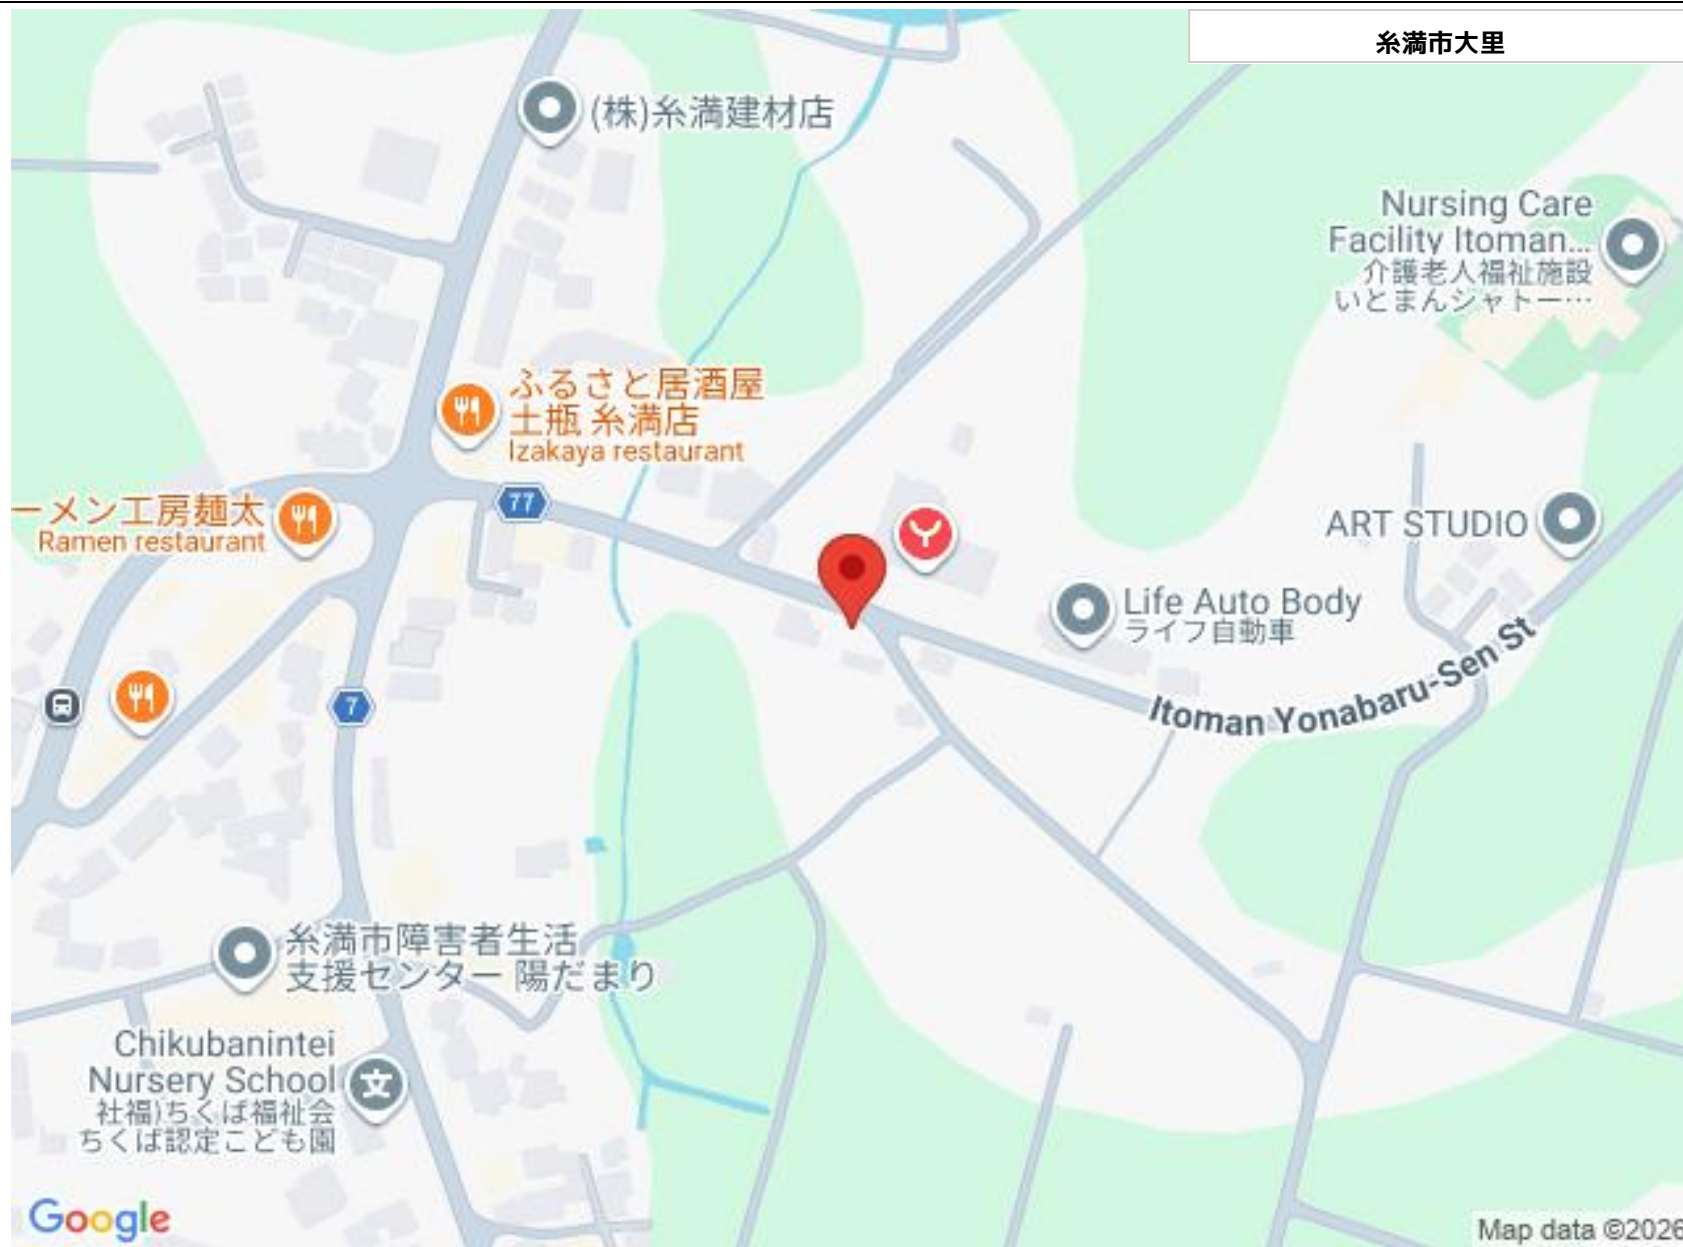 糸満市大里
(株)糸満建材店
Nursing Care
Facility Itoman...
介護老人福祉施設
いとまんシャトー…
ふるさと居酒屋
土瓶 糸満店
Izakaya restaurant
77
ーメン工房麺太
Ramen restaurant
ART STUDIO
Life Auto Body
ライフ自動車
Itoman Yonabaru-Sen St
7
糸満市障害者生活
支援センター 陽だまり
Chikubanintei
Nursery School
文
社福)ちくば福祉会
ちくば認定こども園
Google
Map data ©2026